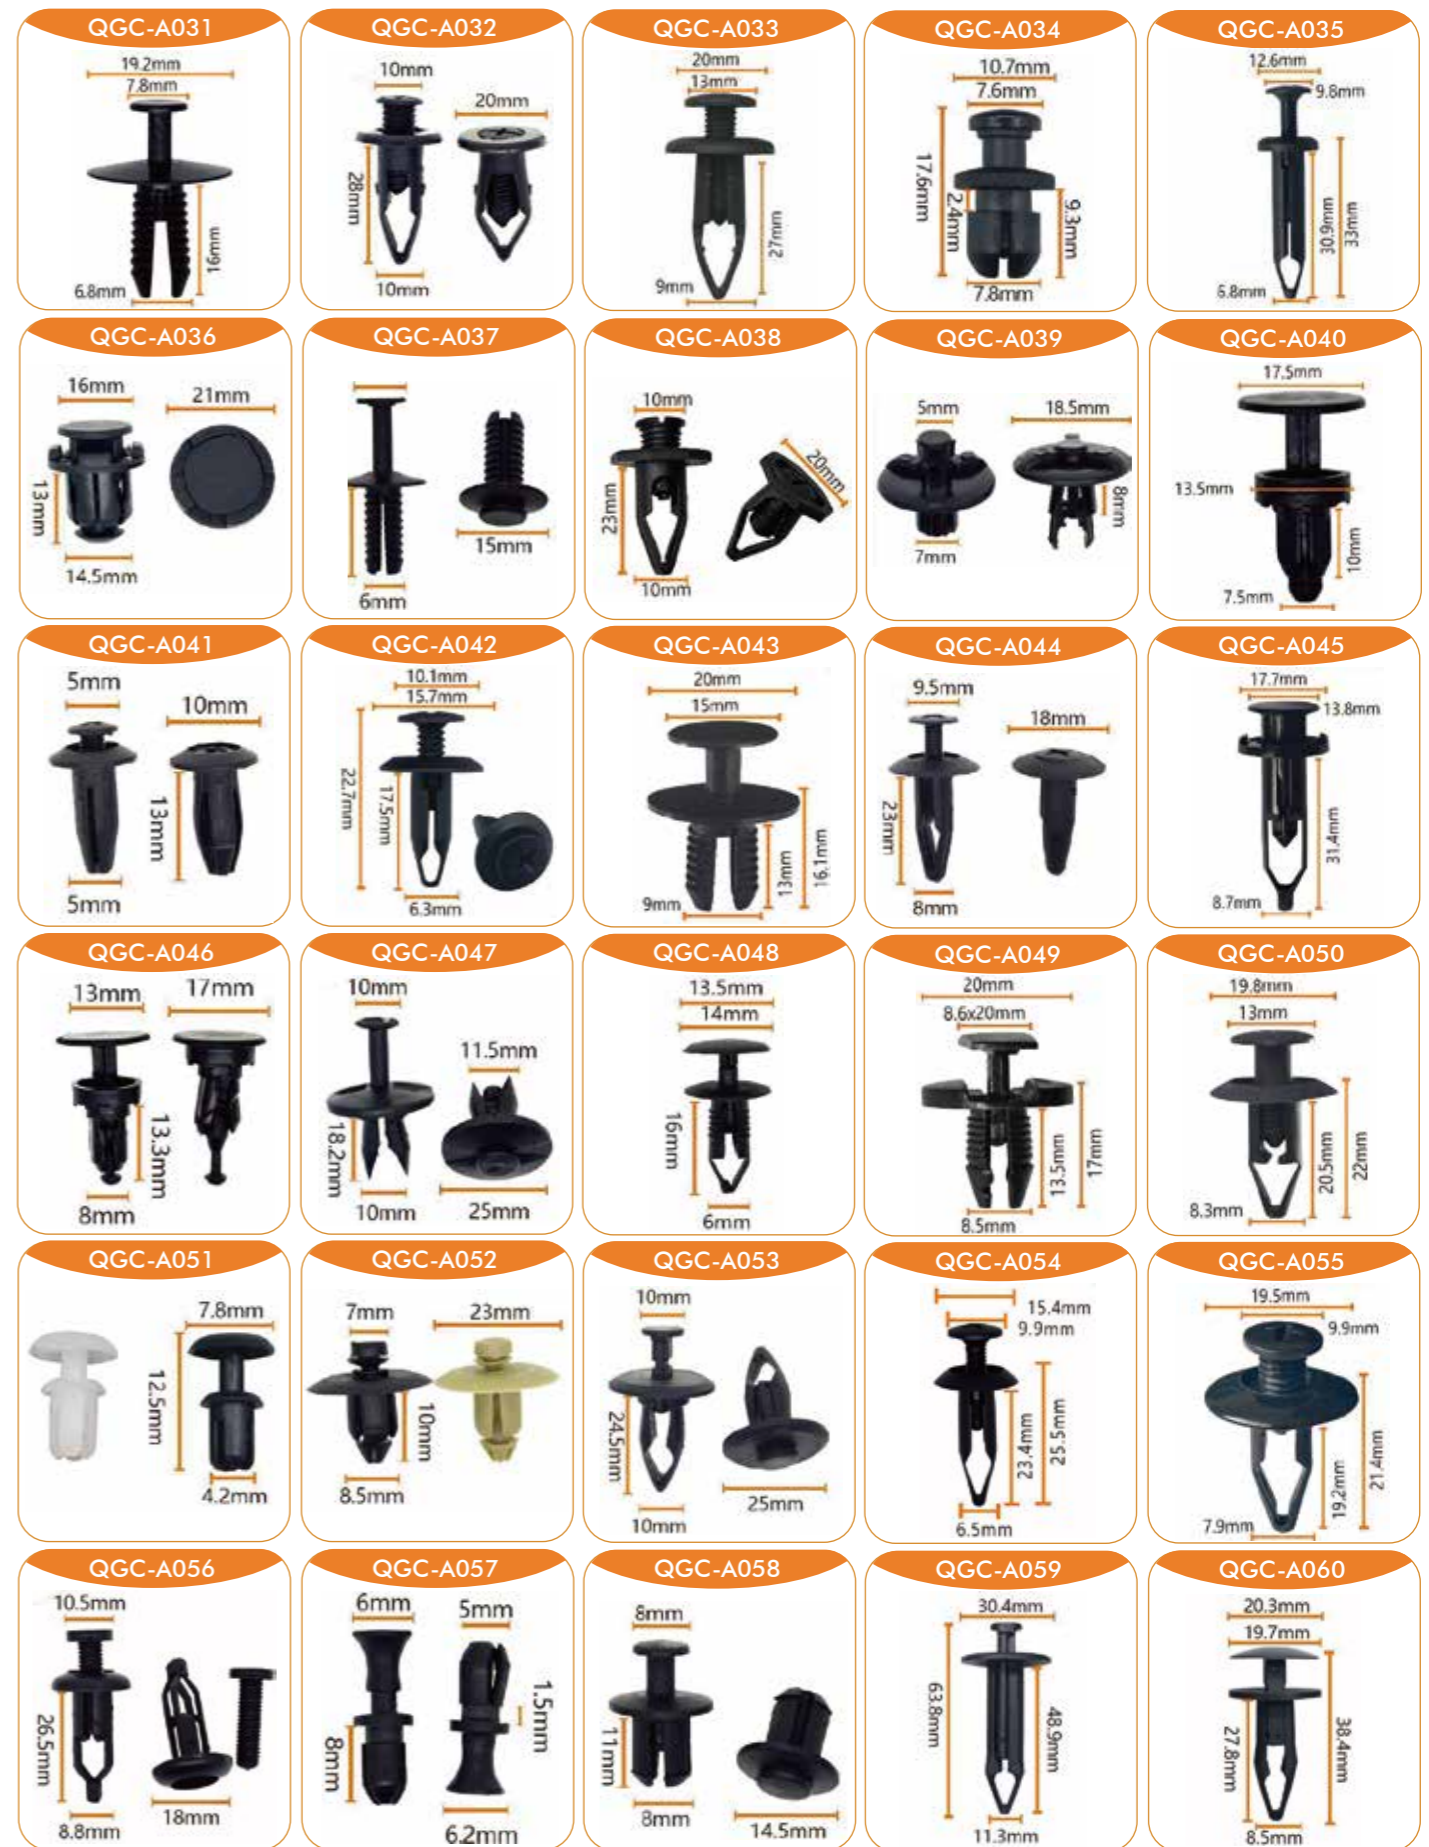 QGC-A031
19.2mm
7.8mm
19mm
6.8mm
QGC-A032
10mm
20mm
28mm
10mm
QGC-A033
20mm
13mm
27mm
9mm
QGC-A034
10.7mm
7.6mm
17.6mm
2.4mm
9.3mm
7.8mm
QGC-A035
12.6mm
9.8mm
30.9mm
33mm
6.8mm
QGC-A036
16mm
21mm
13mm
14.5mm
QGC-A037
15mm
6mm
QGC-A038
10mm
20mm
23mm
10mm
QGC-A039
5mm
18.5mm
8mm
7mm
QGC-A040
17.5mm
13.5mm
10mm
7.5mm
QGC-A041
5mm
10mm
13mm
5mm
QGC-A042
10.1mm
15.7mm
22.7mm
17.5mm
6.3mm
QGC-A043
20mm
15mm
13mm
16.1mm
9mm
QGC-A044
9.5mm
18mm
23mm
8mm
QGC-A045
17.7mm
13.8mm
31.4mm
8.7mm
QGC-A046
13mm
17mm
13.3mm
8mm
QGC-A047
10mm
11.5mm
18.2mm
10mm
25mm
QGC-A048
13.5mm
14mm
16mm
6mm
QGC-A049
20mm
8.6x20mm
13.5mm
17mm
8.5mm
QGC-A050
19.8mm
13mm
20.5mm
22mm
8.3mm
QGC-A051
7.8mm
12.5mm
4.2mm
QGC-A052
7mm
23mm
10mm
8.5mm
QGC-A053
10mm
24.5mm
25mm
10mm
QGC-A054
15.4mm
9.9mm
23.4mm
25.5mm
6.5mm
QGC-A055
19.5mm
9.9mm
19.2mm
21.4mm
7.9mm
QGC-A056
10.5mm
26.5mm
18mm
8.8mm
QGC-A057
6mm
5mm
1.5mm
8mm
6.2mm
QGC-A058
8mm
11mm
8mm
14.5mm
QGC-A059
30.4mm
63.8mm
48.9mm
11.3mm
QGC-A060
20.3mm
19.7mm
27.8mm
38.4mm
8.5mm